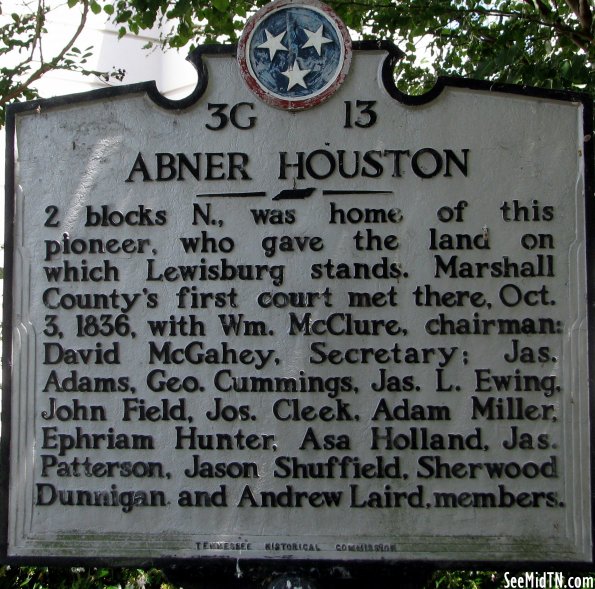 3G 13
ABNER HOUSTON
2 blocks N., was home of this
pioneer, who gave the land on
which Lewisburg stands. Marshall
County's first court met there, Oct.
3, 1836, with Wm. McClure, chairman:
David McGahey, Secretary; Jas.
Adams, Geo. Cummings, Jas. L. Ewing,
John Field, Jos. Cleek, Adam Miller,
Ephriam Hunter, Asa Holland, Jas.
Patterson, Jason Shuffield, Sherwood
Dunnigan and Andrew Laird, members.
TENNESSEE HISTORICAL COMMISSION
SeeMidTN.com